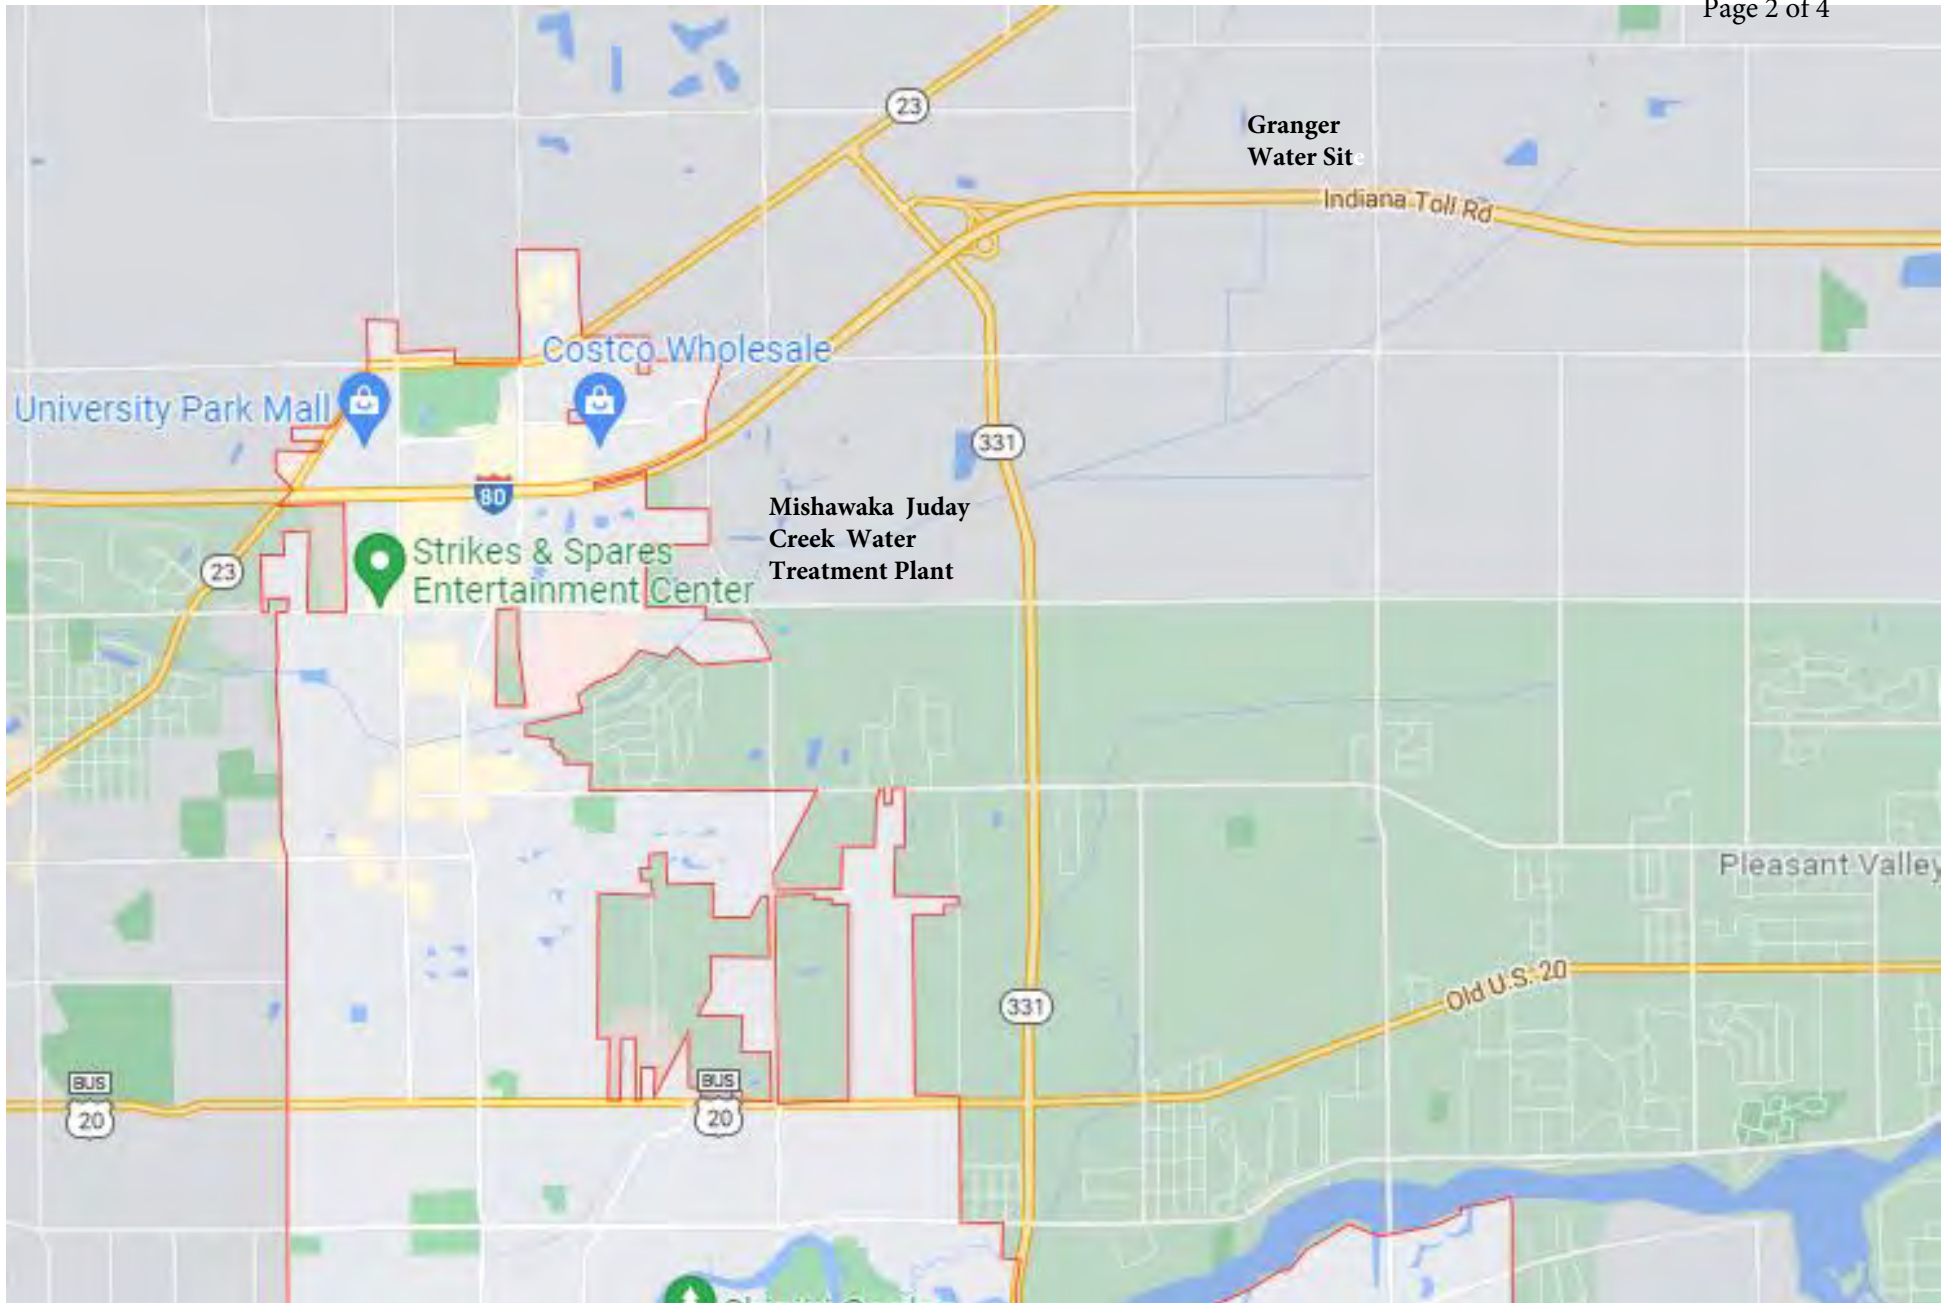 Page 2 of 4
23
Granger
Water Site
Indiana Toll Rd
Costco Wholesale
University Park Mall
331
80
Mishawaka Juday
Creek Water
Treatment Plant
Strikes & Spares
Entertainment Center
23
Pleasant Valley
Old U.S. 20
331
BUS
20
BUS
20